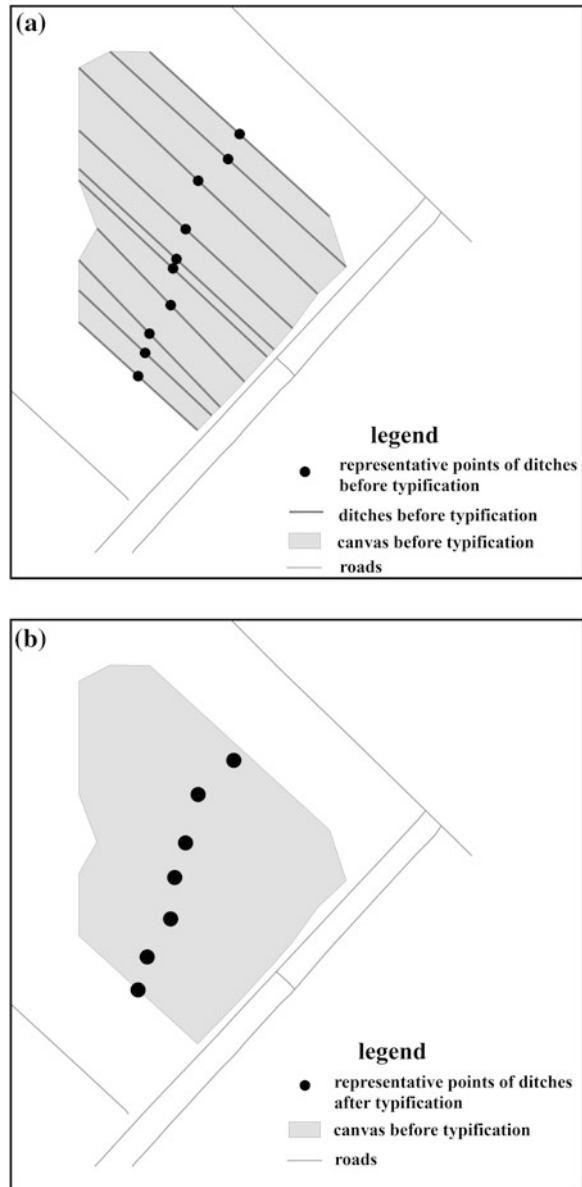 (a)
legend
representative points of ditches
before typification
ditches before typification
canvas before typification
roads
(b)
legend
representative points of ditches
after typification
canvas before typification
roads